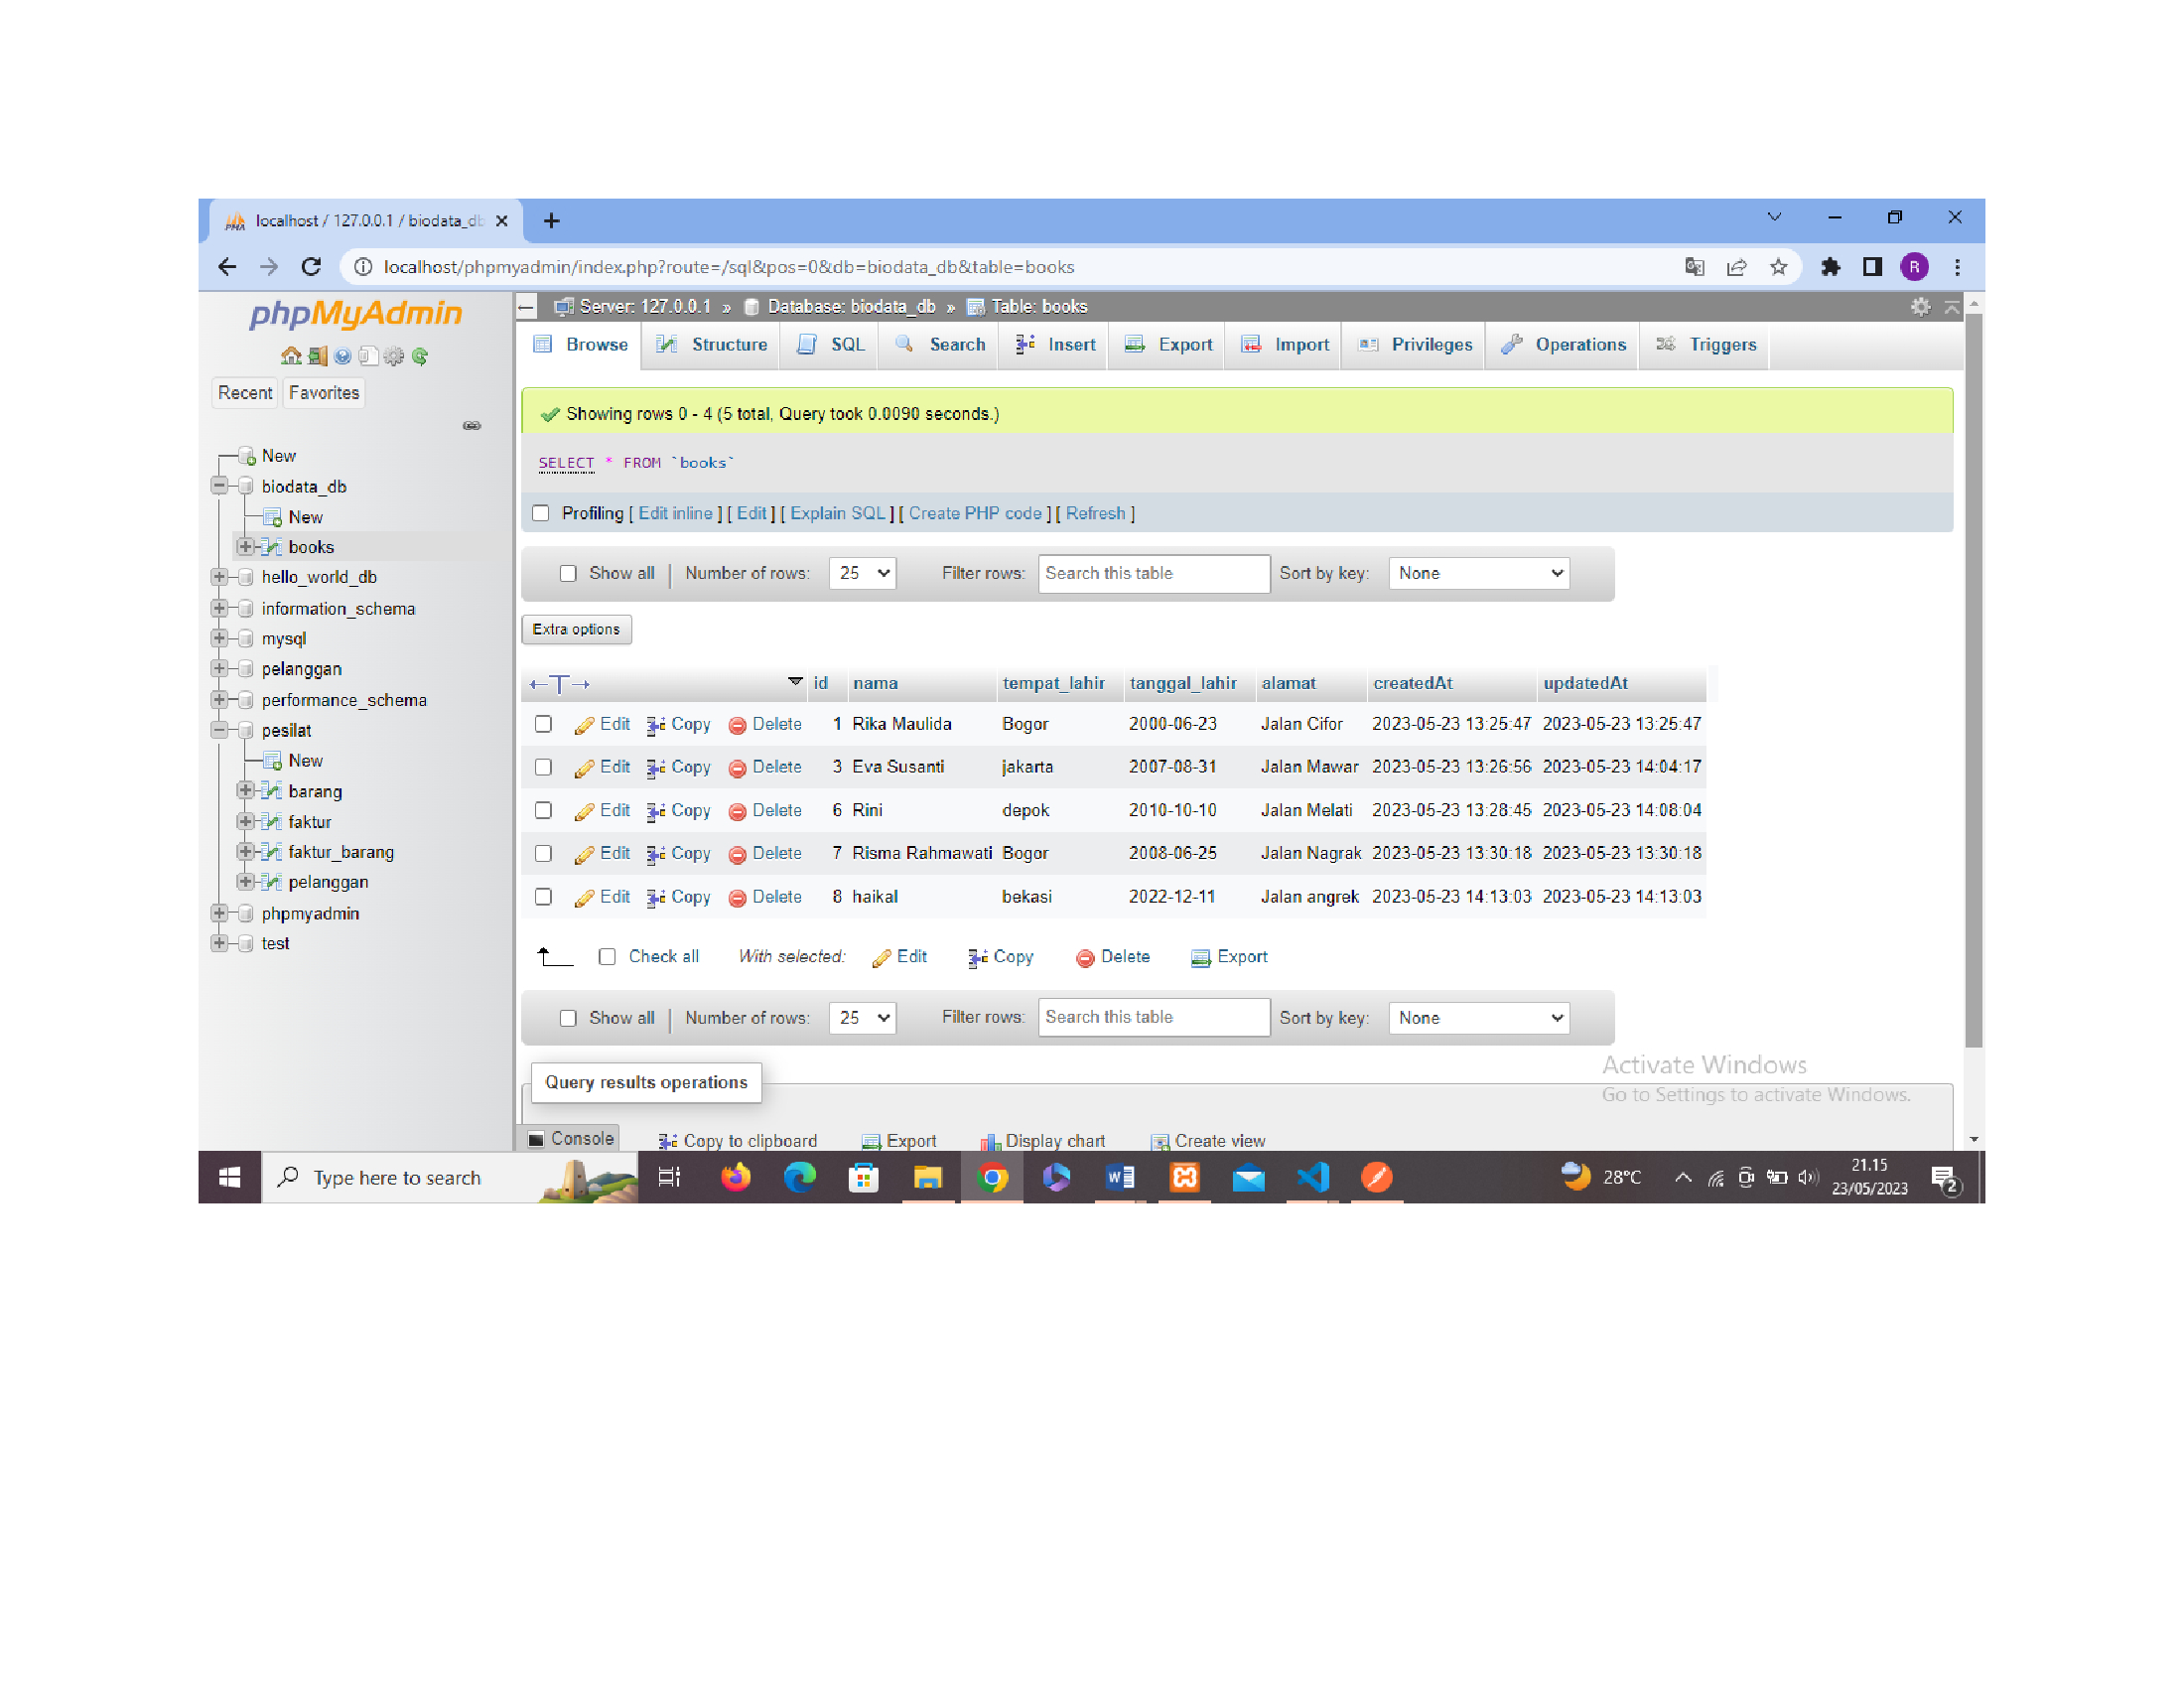 localhost / 127.0.0.1 / biodata_db
localhost/phpmyadmin/index.php?route=/sql&pos=0&db=biodata_db&table=books
R
phpMyAdmin
Recent Favorites
New
biodata_db
New
books
hello_world_db
information_schema
mysql
pelanggan
performance_schema
pesilat
New
barang
faktur
faktur_barang
pelanggan
phpmyadmin
test
Server: 127.0.0.1 » Database: biodata_db » Table: books
Browse Structure SQL Search Insert Export Import Privileges Operations Triggers
Showing rows 0 - 4 (5 total, Query took 0.0090 seconds.)
SELECT * FROM `books`
Profiling [ Edit inline ] [ Edit ] [ Explain SQL ] [ Create PHP code ] [ Refresh ]
Show all | Number of rows: 25 Filter rows: Search this table Sort by key: None
Extra options
←T→ id nama tempat_lahir tanggal_lahir alamat createdAt updatedAt
Edit Copy Delete 1 Rika Maulida Bogor 2000-06-23 Jalan Cifor 2023-05-23 13:25:47 2023-05-23 13:25:47
Edit Copy Delete 3 Eva Susanti jakarta 2007-08-31 Jalan Mawar 2023-05-23 13:26:56 2023-05-23 14:04:17
Edit Copy Delete 6 Rini depok 2010-10-10 Jalan Melati 2023-05-23 13:28:45 2023-05-23 14:08:04
Edit Copy Delete 7 Risma Rahmawati Bogor 2008-06-25 Jalan Nagrak 2023-05-23 13:30:18 2023-05-23 13:30:18
Edit Copy Delete 8 haikal bekasi 2022-12-11 Jalan angrek 2023-05-23 14:13:03 2023-05-23 14:13:03
Check all With selected: Edit Copy Delete Export
Show all | Number of rows: 25 Filter rows: Search this table Sort by key: None
Query results operations
Activate Windows
Go to Settings to activate Windows.
Console Copy to clipboard Export Display chart Create view
Type here to search
28°C
21.15
23/05/2023
2